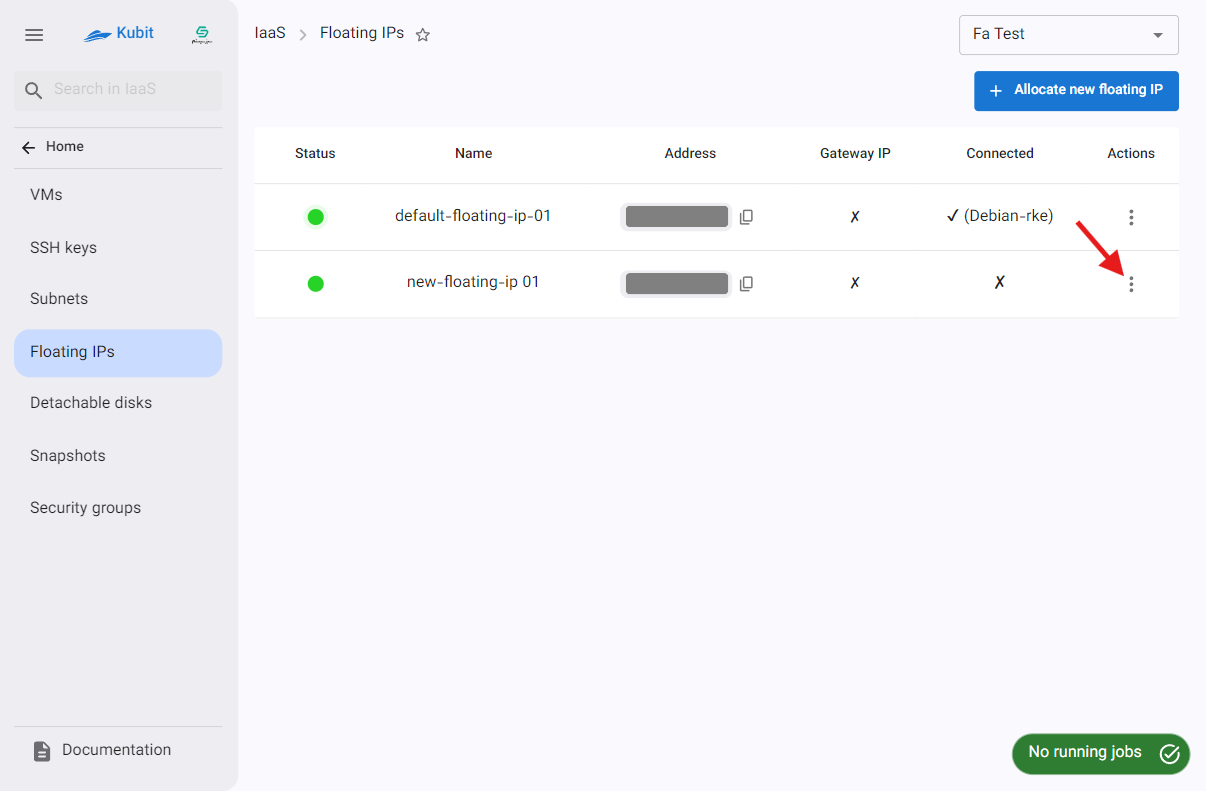 Kubit
IaaS > Floating IPs
Fa Test
Search in IaaS
Allocate new floating IP
Home
VMs
SSH keys
Subnets
Floating IPs
Detachable disks
Snapshots
Security groups
Status Name Address Gateway IP Connected Actions
default-floating-ip-01 ✗ ✓ (Debian-rke)
new-floating-ip 01 ✗ ✗
Documentation
No running jobs